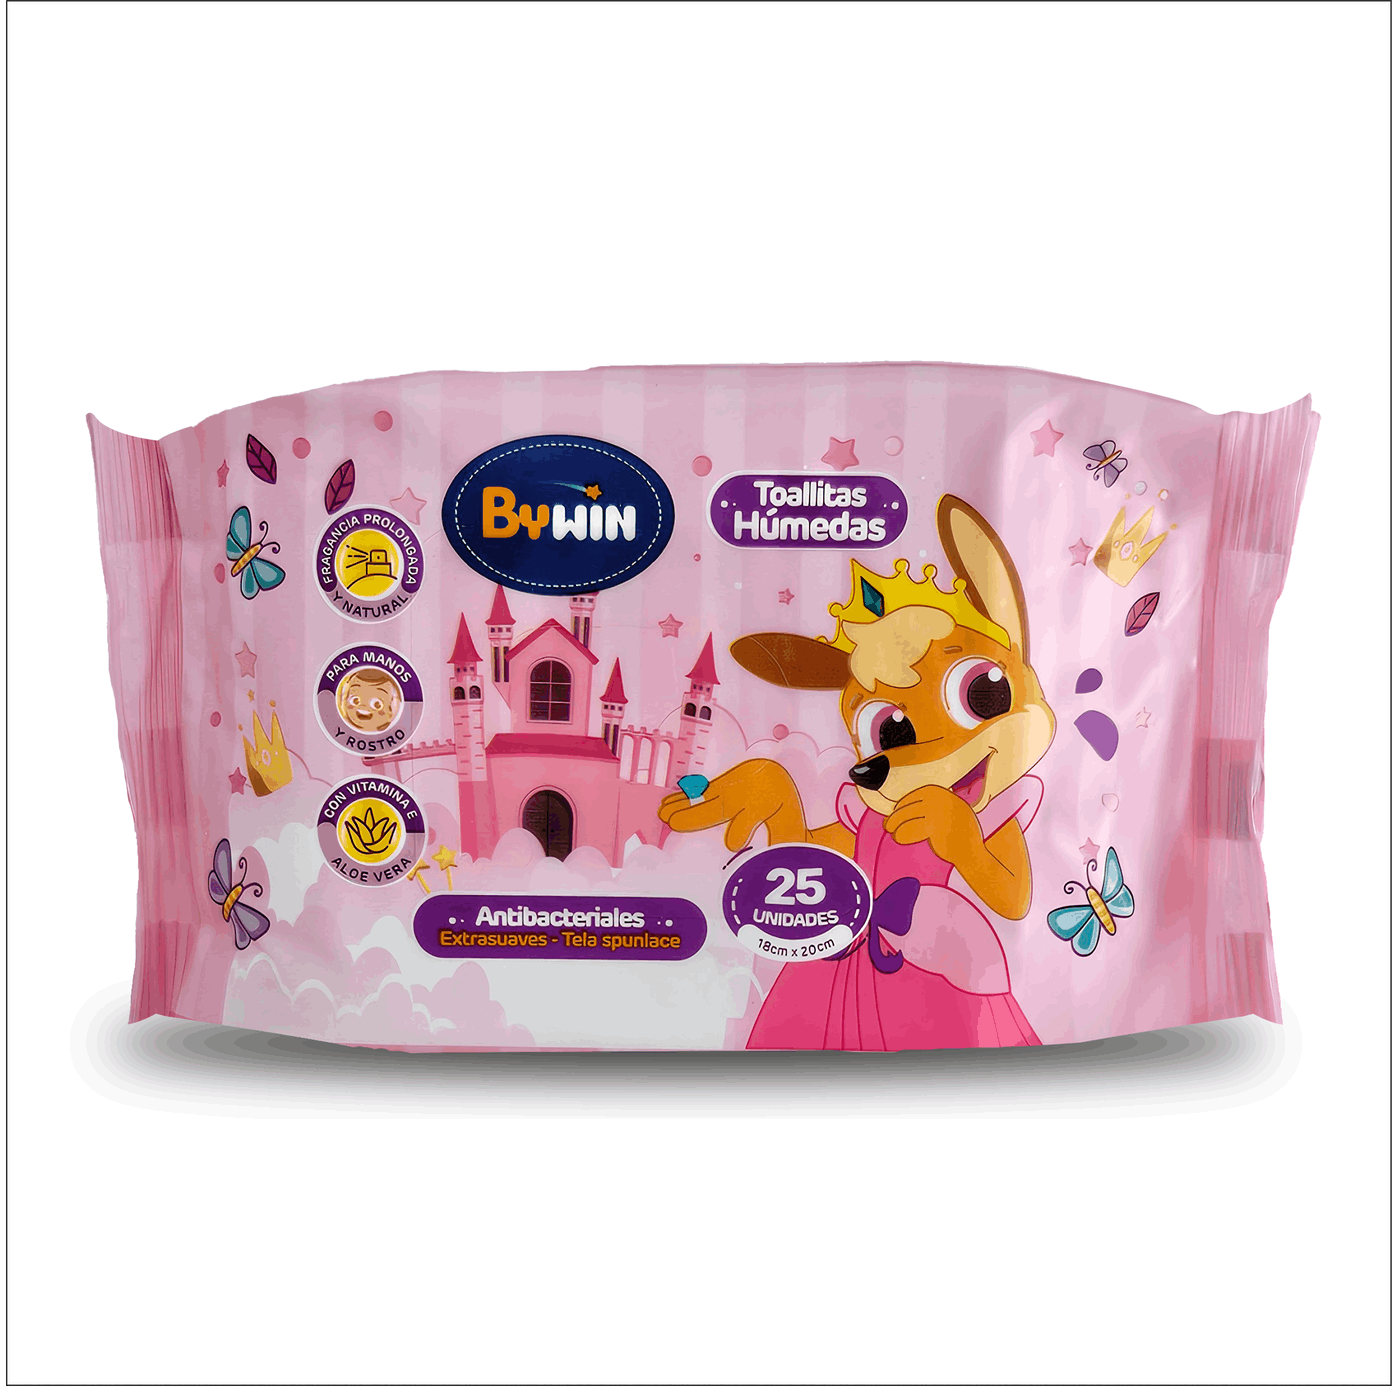 BYWIN
Toallitas
Húmedas
FRAGANCIA PROLONGADA
Y NATURAL
PARA MANOS
Y ROSTRO
CON VITAMINA E
ALOE VERA
Antibacteriales
Extrasuaves - Tela spunlace
25
UNIDADES
18cm x 20cm